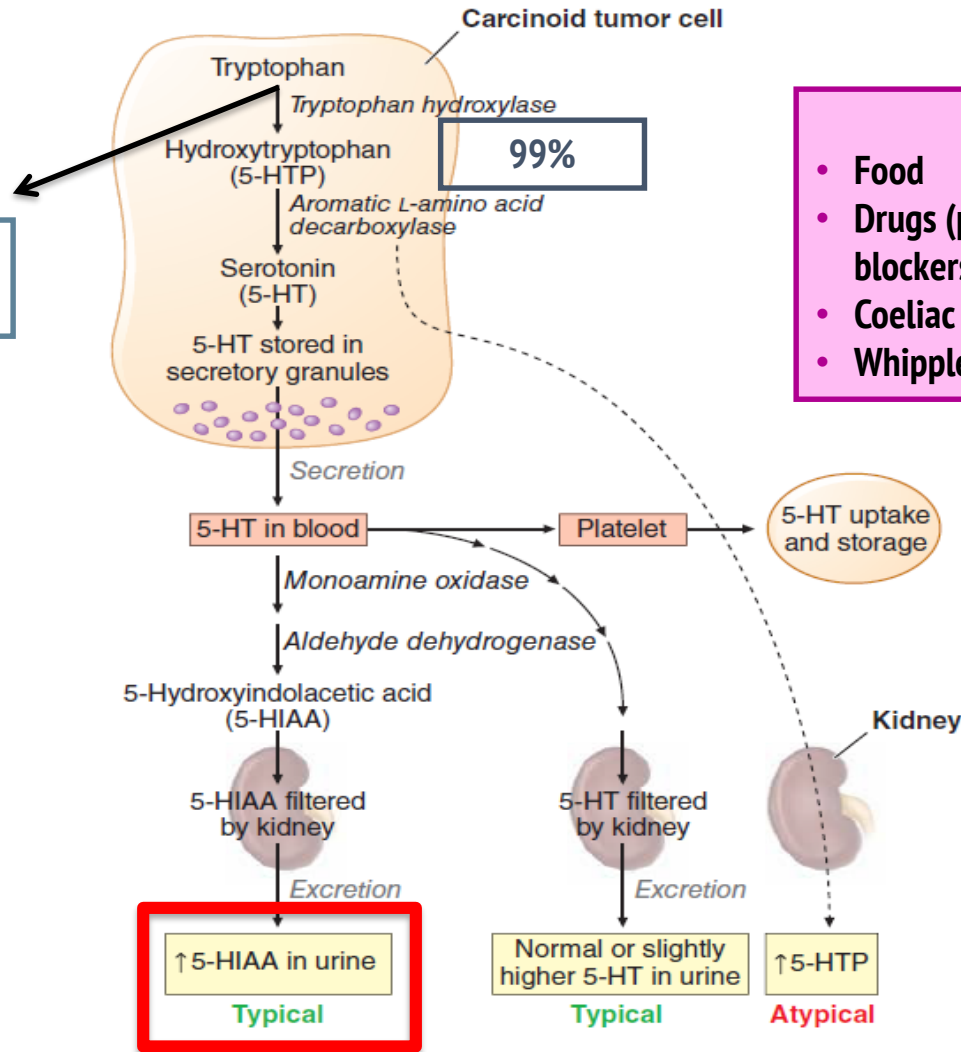 Carcinoid tumor cell
Tryptophan
Tryptophan hydroxylase
Hydroxytryptophan
(5-HTP)
99%
Aromatic L-amino acid
decarboxylase
Serotonin
(5-HT)
5-HT stored in
secretory granules
Secretion
• Food
• Drugs (
blockers
• Coeliac
• Whipple
5-HT in blood
Platelet
5-HT uptake
and storage
Monoamine oxidase
Aldehyde dehydrogenase
5-Hydroxyindolacetic acid
(5-HIAA)
Kidney
5-HIAA filtered
by kidney
5-HT filtered
by kidney
Excretion
Excretion
↑5-HIAA in urine
Normal or slightly
higher 5-HT in urine
↑5-HTP
Typical
Typical
Atypical